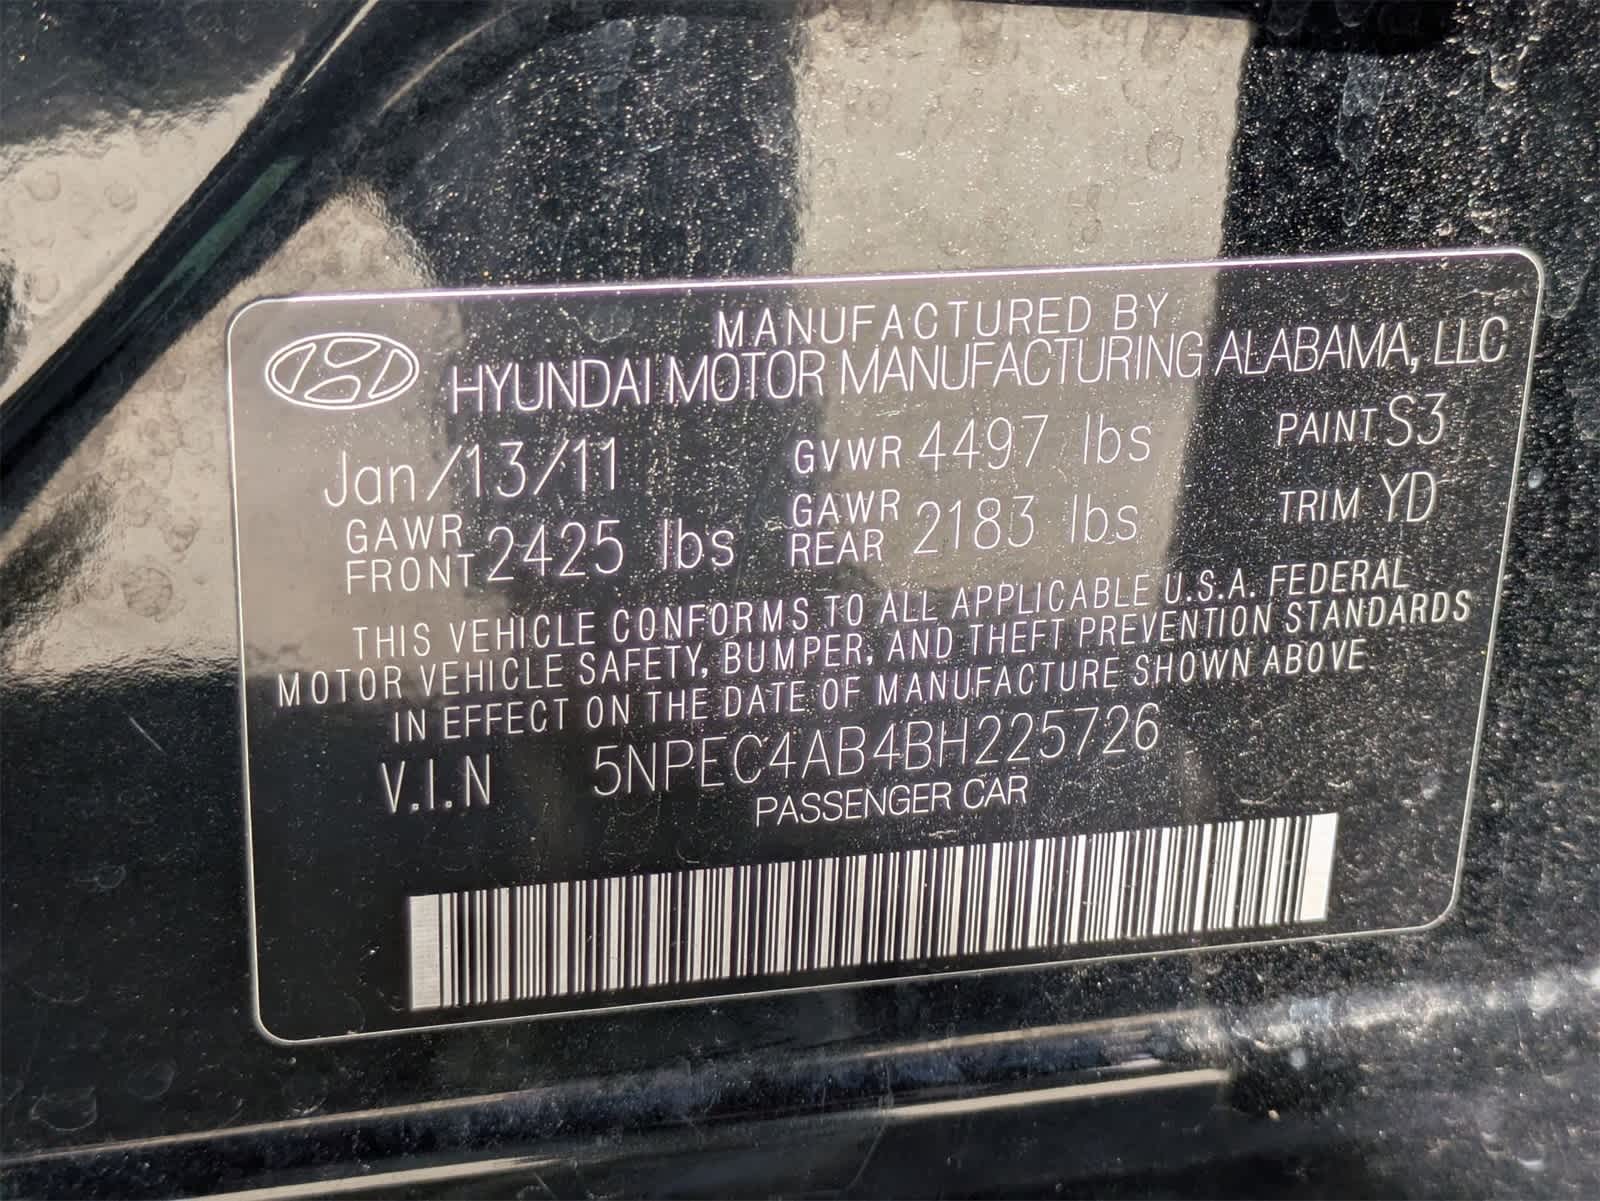 MANUFACTURED BY
HYUNDAI MOTOR MANUFACTURING ALABAMA, LLC
Jan/13/11 GVWR 4497 lbs PAINT S3
GAWR FRONT 2425 lbs GAWR REAR 2183 lbs TRIM YD
THIS VEHICLE CONFORMS TO ALL APPLICABLE U.S.A. FEDERAL
MOTOR VEHICLE SAFETY, BUMPER, AND THEFT PREVENTION STANDARDS
IN EFFECT ON THE DATE OF MANUFACTURE SHOWN ABOVE
V.I.N 5NPEC4AB4BH225726
PASSENGER CAR